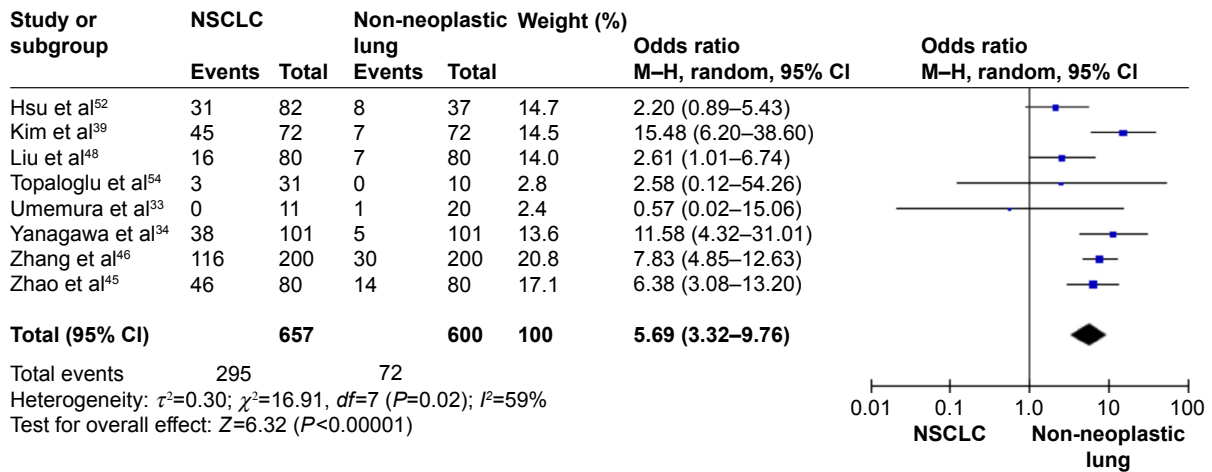 Study or subgroup NSCLC Non-neoplastic lung Weight (%) Odds ratio M–H, random, 95% CI Odds ratio M–H, random, 95% CI
Events Total Events Total
Hsu et al52 31 82 8 37 14.7 2.20 (0.89–5.43)
Kim et al39 45 72 7 72 14.5 15.48 (6.20–38.60)
Liu et al48 16 80 7 80 14.0 2.61 (1.01–6.74)
Topaloglu et al54 3 31 0 10 2.8 2.58 (0.12–54.26)
Umemura et al33 0 11 1 20 2.4 0.57 (0.02–15.06)
Yanagawa et al34 38 101 5 101 13.6 11.58 (4.32–31.01)
Zhang et al46 116 200 30 200 20.8 7.83 (4.85–12.63)
Zhao et al45 46 80 14 80 17.1 6.38 (3.08–13.20)
Total (95% CI) 657 600 100 5.69 (3.32–9.76)
Total events 295 72
Heterogeneity: τ²=0.30; χ²=16.91, df=7 (P=0.02); I²=59%
Test for overall effect: Z=6.32 (P<0.00001)
0.01 0.1 1.0 10 100
NSCLC Non-neoplastic
lung